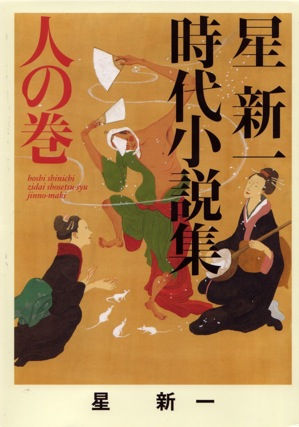 星 新一
時代小説集
人の巻
hoshi shinichi
zidai shosetsu-syu
jinno-maki
星 新一